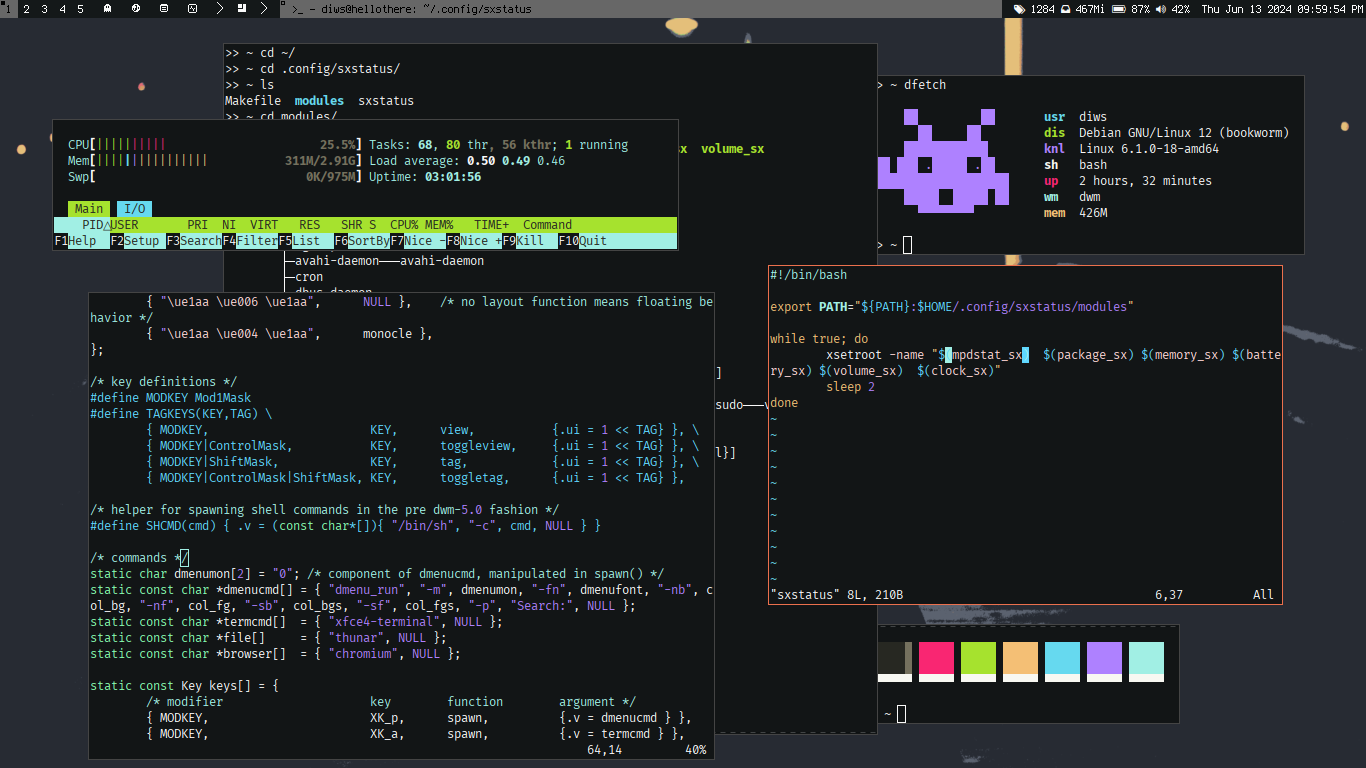 1 2 3 4 5 >_ - diws@hellothere: ~/.config/sxstatus 1284 467Mi 87% 42% Thu Jun 13 2024 09:59:54 PM
>> ~ cd ~/
>> ~ cd .config/sxstatus/
>> ~ ls
Makefile modules sxstatus
>> ~ cd modules/
sx volume_sx
CPU[|||||||||| 25.5%] Tasks: 68, 80 thr, 56 kthr; 1 running
Mem[|||||||||||||||| 311M/2.91G] Load average: 0.50 0.49 0.46
Swp[ 0K/975M] Uptime: 03:01:56
Main I/O
PID△USER PRI NI VIRT RES SHR S CPU% MEM% TIME+ Command
F1Help F2Setup F3SearchF4FilterF5List F6SortByF7Nice -F8Nice +F9Kill F10Quit
├─avahi-daemon───avahi-daemon
├─cron
]
sudo───v
l}]
> ~ dfetch
usr diws
dis Debian GNU/Linux 12 (bookworm)
knl Linux 6.1.0-18-amd64
sh bash
up 2 hours, 32 minutes
wm dwm
mem 426M
> ~
{ "\ue1aa \ue006 \ue1aa", NULL }, /* no layout function means floating be
havior */
{ "\ue1aa \ue004 \ue1aa", monocle },
};
/* key definitions */
#define MODKEY Mod1Mask
#define TAGKEYS(KEY,TAG) \
{ MODKEY, KEY, view, {.ui = 1 << TAG} }, \
{ MODKEY|ControlMask, KEY, toggleview, {.ui = 1 << TAG} }, \
{ MODKEY|ShiftMask, KEY, tag, {.ui = 1 << TAG} }, \
{ MODKEY|ControlMask|ShiftMask, KEY, toggletag, {.ui = 1 << TAG} },
/* helper for spawning shell commands in the pre dwm-5.0 fashion */
#define SHCMD(cmd) { .v = (const char*[]){ "/bin/sh", "-c", cmd, NULL } }
/* commands */
static char dmenumon[2] = "0"; /* component of dmenucmd, manipulated in spawn() */
static const char *dmenucmd[] = { "dmenu_run", "-m", dmenumon, "-fn", dmenufont, "-nb", c
ol_bg, "-nf", col_fg, "-sb", col_bgs, "-sf", col_fgs, "-p", "Search:", NULL };
static const char *termcmd[] = { "xfce4-terminal", NULL };
static const char *file[] = { "thunar", NULL };
static const char *browser[] = { "chromium", NULL };
static const Key keys[] = {
/* modifier key function argument */
{ MODKEY, XK_p, spawn, {.v = dmenucmd } },
{ MODKEY, XK_a, spawn, {.v = termcmd } },
64,14 40%
#!/bin/bash
export PATH="${PATH}:$HOME/.config/sxstatus/modules"
while true; do
xsetroot -name "$(mpdstat_sx) $(package_sx) $(memory_sx) $(batte
ry_sx) $(volume_sx) $(clock_sx)"
sleep 2
done
~
~
~
~
~
~
~
~
~
~
~
"sxstatus" 8L, 210B 6,37 All
~